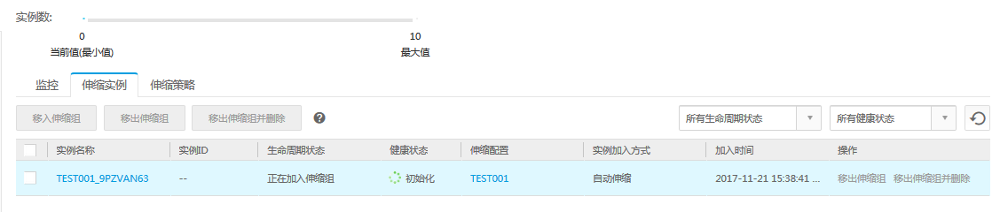 实例数:
0 10
当前值(最小值) 最大值
监控 伸缩实例 伸缩策略
移入伸缩组 移出伸缩组 移出伸缩组并删除 ? 所有生命周期状态 所有健康状态
实例名称 实例ID 生命周期状态 健康状态 伸缩配置 实例加入方式 加入时间 操作
TEST001_9PZVAN63 -- 正在加入伸缩组 初始化 TEST001 自动伸缩 2017-11-21 15:38:41 ... 移出伸缩组 移出伸缩组并删除